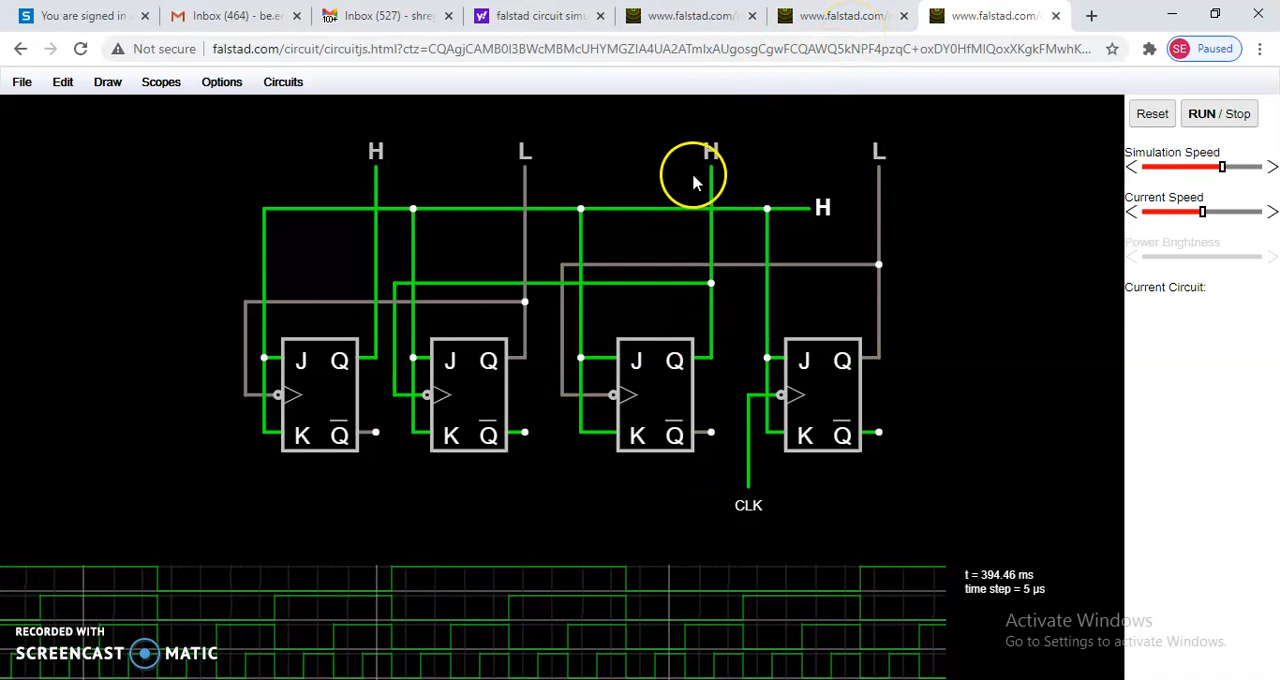 You are signed in a
Inbox (464) - be.er
Inbox (527) - shre
falstad circuit simu
www.falstad.com/
www.falstad.com/
www.falstad.com/
Not secure
falstad.com/circuit/circuitjs.html?ctz=CQAgjCAMB0l3BWcMBMcUHYMGZIA4UA2ATmIxAUgosgCgwFCQAWQ5kNPF4pzqC+oxDY0HfMIQoxXKgkFMwhK...
SE Paused
File Edit Draw Scopes Options Circuits
Reset RUN / Stop
Simulation Speed
Current Speed
Power Brightness
Current Circuit:
H L H L
H
J Q J Q J Q J Q
K Q K Q K Q K Q
CLK
t = 394.46 ms
time step = 5 µs
Activate Windows
Go to Settings to activate Windows.
RECORDED WITH
SCREENCAST MATIC